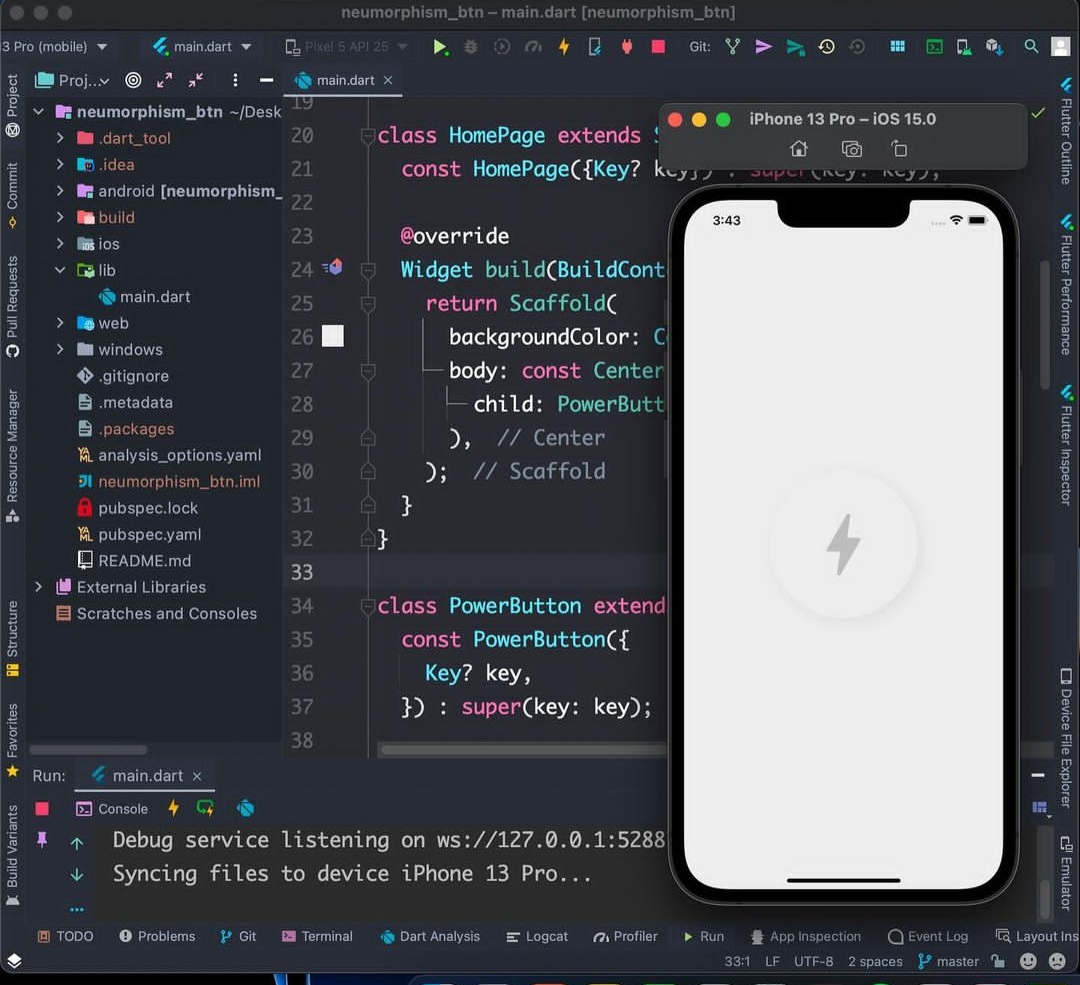 neumorphism_btn – main.dart [neumorphism_btn]
3 Pro (mobile)
main.dart
Pixel 5 API 25
Git:
Project
Commit
Pull Requests
Resource Manager
Structure
Favorites
Build Variants
Proj...
neumorphism_btn ~/Desk
.dart_tool
.idea
android [neumorphism_
build
ios
lib
main.dart
web
windows
.gitignore
.metadata
.packages
analysis_options.yaml
neumorphism_btn.iml
pubspec.lock
pubspec.yaml
README.md
External Libraries
Scratches and Consoles
main.dart
19
20 class HomePage extends S
21 const HomePage({Key? key}) : super(key: key);
22
23 @override
24 Widget build(BuildCont
25 return Scaffold(
26 backgroundColor: C
27 body: const Center
28 child: PowerButt
29 ), // Center
30 ); // Scaffold
31 }
32 }
33
34 class PowerButton extend
35 const PowerButton({
36 Key? key,
37 }) : super(key: key);
38
iPhone 13 Pro – iOS 15.0
3:43
Flutter Outline
Flutter Performance
Flutter Inspector
Device File Explorer
Emulator
Run:
main.dart
Console
Debug service listening on ws://127.0.0.1:5288
Syncing files to device iPhone 13 Pro...
TODO
Problems
Git
Terminal
Dart Analysis
Logcat
Profiler
Run
App Inspection
Event Log
Layout Ins
33:1 LF UTF-8 2 spaces master